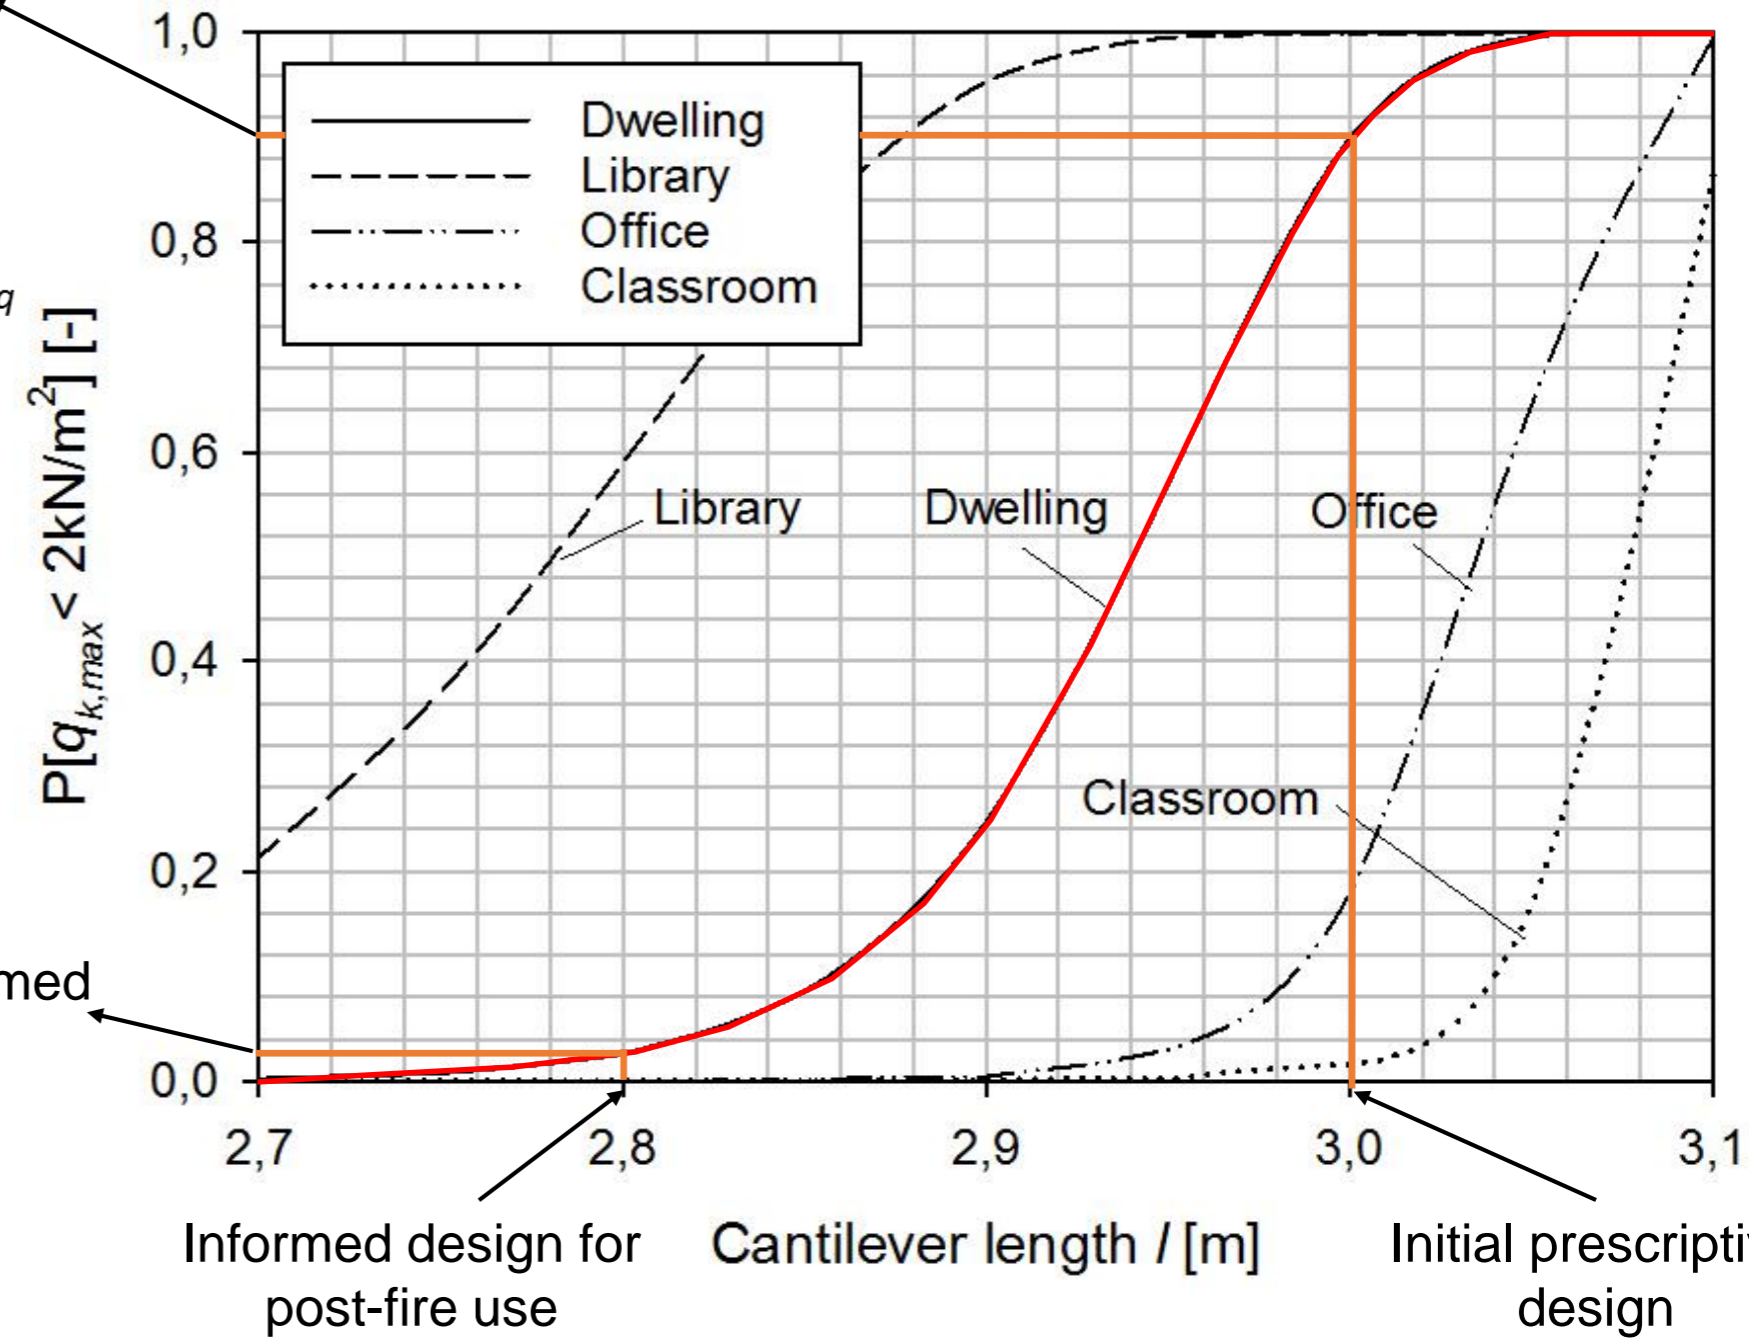 1,0
Dwelling
Library
Office
Classroom
0,8
q
P[qk,max < 2kN/m2] [-]
0,6
Library
Dwelling
Office
0,4
Classroom
0,2
med
0,0
2,7
2,8
2,9
3,0
3,1
Informed design for
post-fire use
Cantilever length l [m]
Initial prescriptiv
design